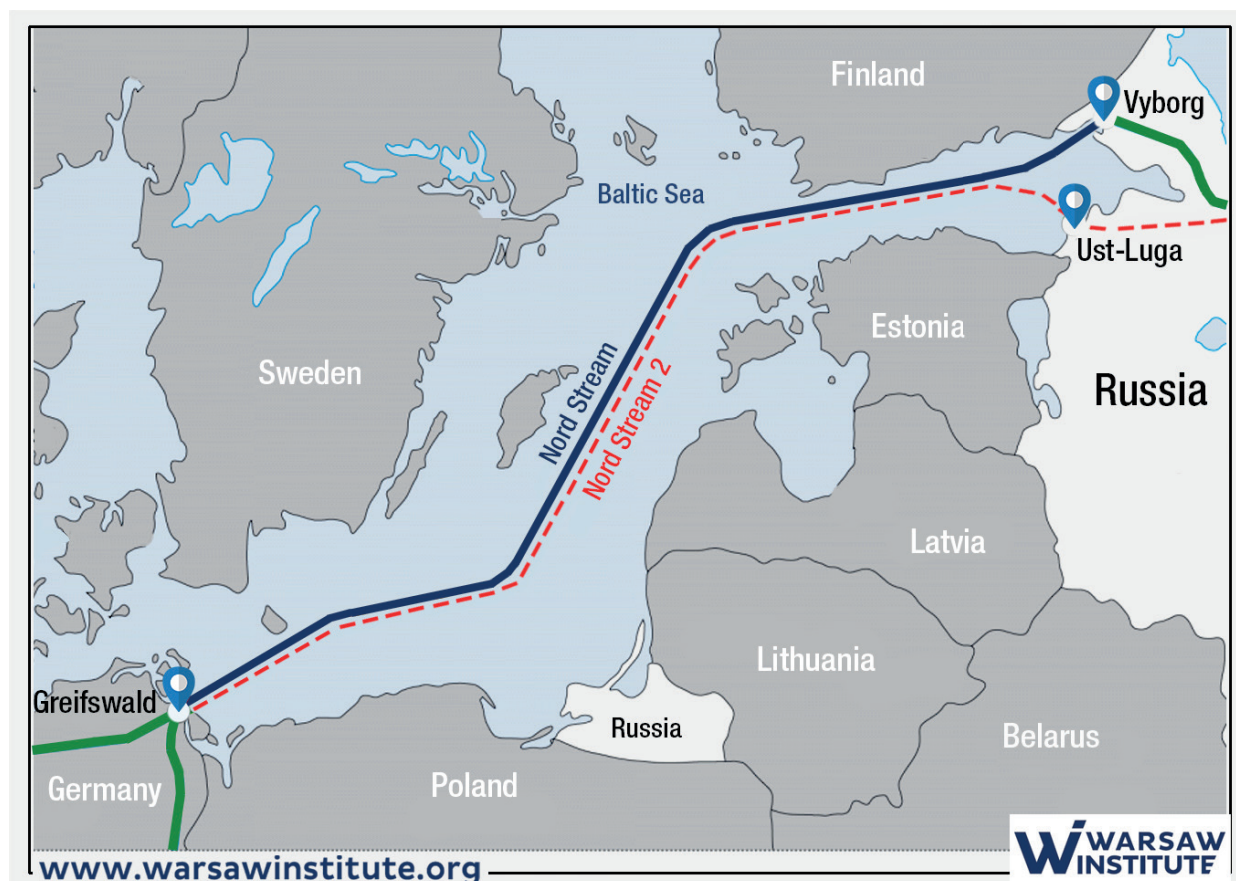 Finland
Vyborg
Baltic Sea
Ust-Luga
Estonia
Sweden
Russia
Nord Stream
Nord Stream 2
Latvia
Lithuania
Greifswald
Russia
Belarus
Germany
Poland
www.warsawinstitute.org
WARSAW
INSTITUTE